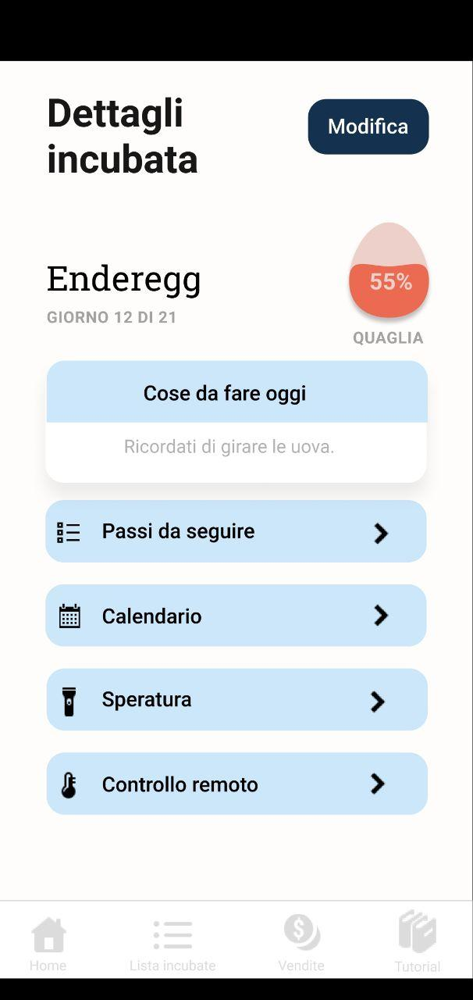 Dettagli
incubata
Modifica
Enderegg
GIORNO 12 DI 21
55%
QUAGLIA
Cose da fare oggi
Ricordati di girare le uova.
Passi da seguire
Calendario
Speratura
Controllo remoto
Home
Lista incubate
Vendite
Tutorial